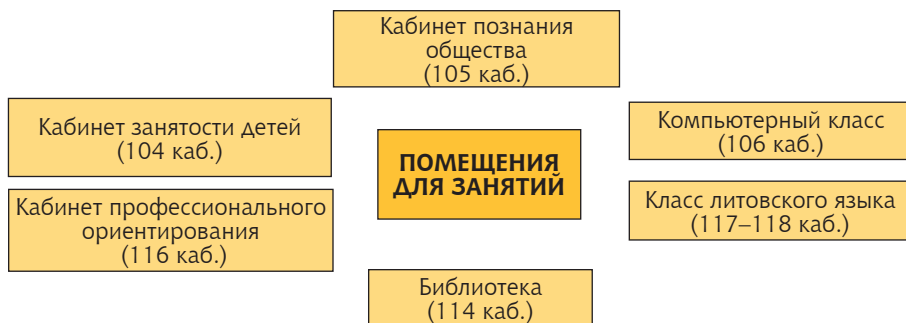 Кабинет познания
общества
(105 каб.)
Кабинет занятости детей
(104 каб.)
Компьютерный класс
(106 каб.)
ПОМЕЩЕНИЯ
ДЛЯ ЗАНЯТИЙ
Кабинет профессионального
ориентирования
(116 каб.)
Класс литовского языка
(117–118 каб.)
Библиотека
(114 каб.)